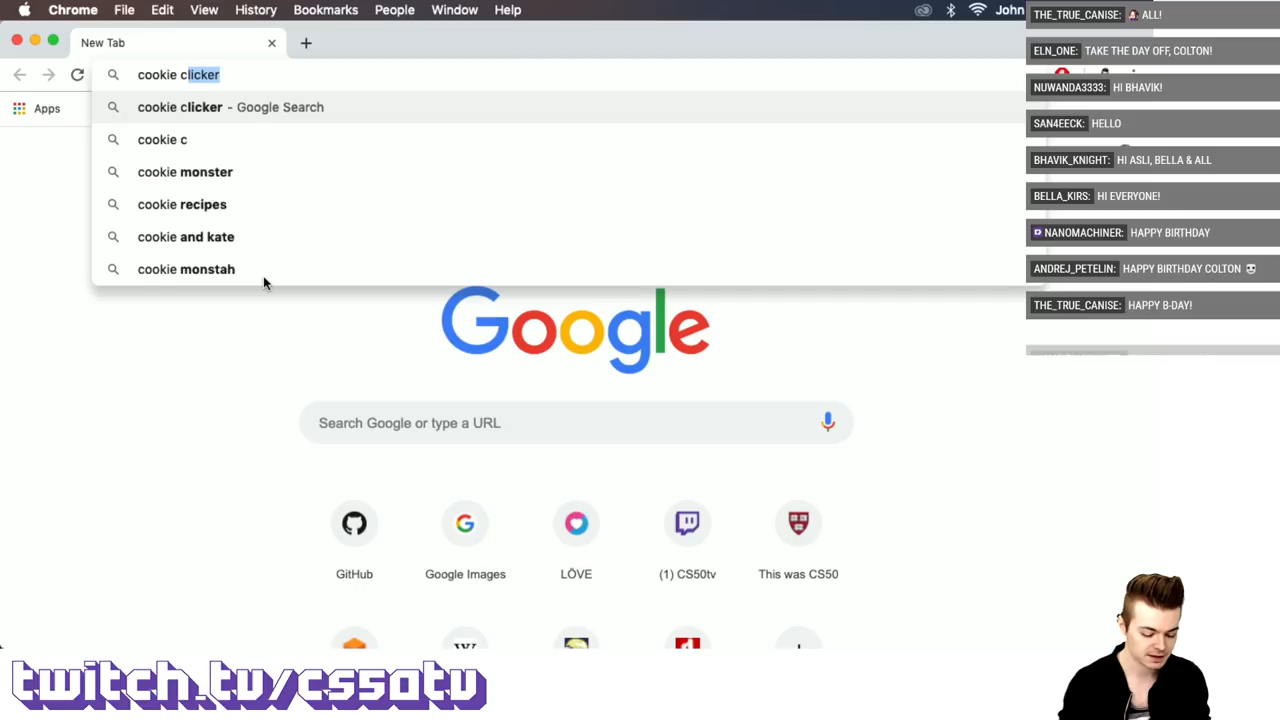 Chrome File Edit View History Bookmarks People Window Help John
New Tab
cookie clicker
Apps
cookie clicker - Google Search
cookie c
cookie monster
cookie recipes
cookie and kate
cookie monstah
Google
Search Google or type a URL
GitHub
Google Images
LÖVE
(1) CS50tv
This was CS50
W
THE_TRUE_CANISE: ALL!
ELN_ONE: TAKE THE DAY OFF, COLTON!
NUWANDA3333: HI BHAVIK!
SAN4EECK: HELLO
BHAVIK_KNIGHT: HI ASLI, BELLA & ALL
BELLA_KIRS: HI EVERYONE!
NANOMACHINER: HAPPY BIRTHDAY
ANDREJ_PETELIN: HAPPY BIRTHDAY COLTON
THE_TRUE_CANISE: HAPPY B-DAY!
twitch.tv/cs50tv